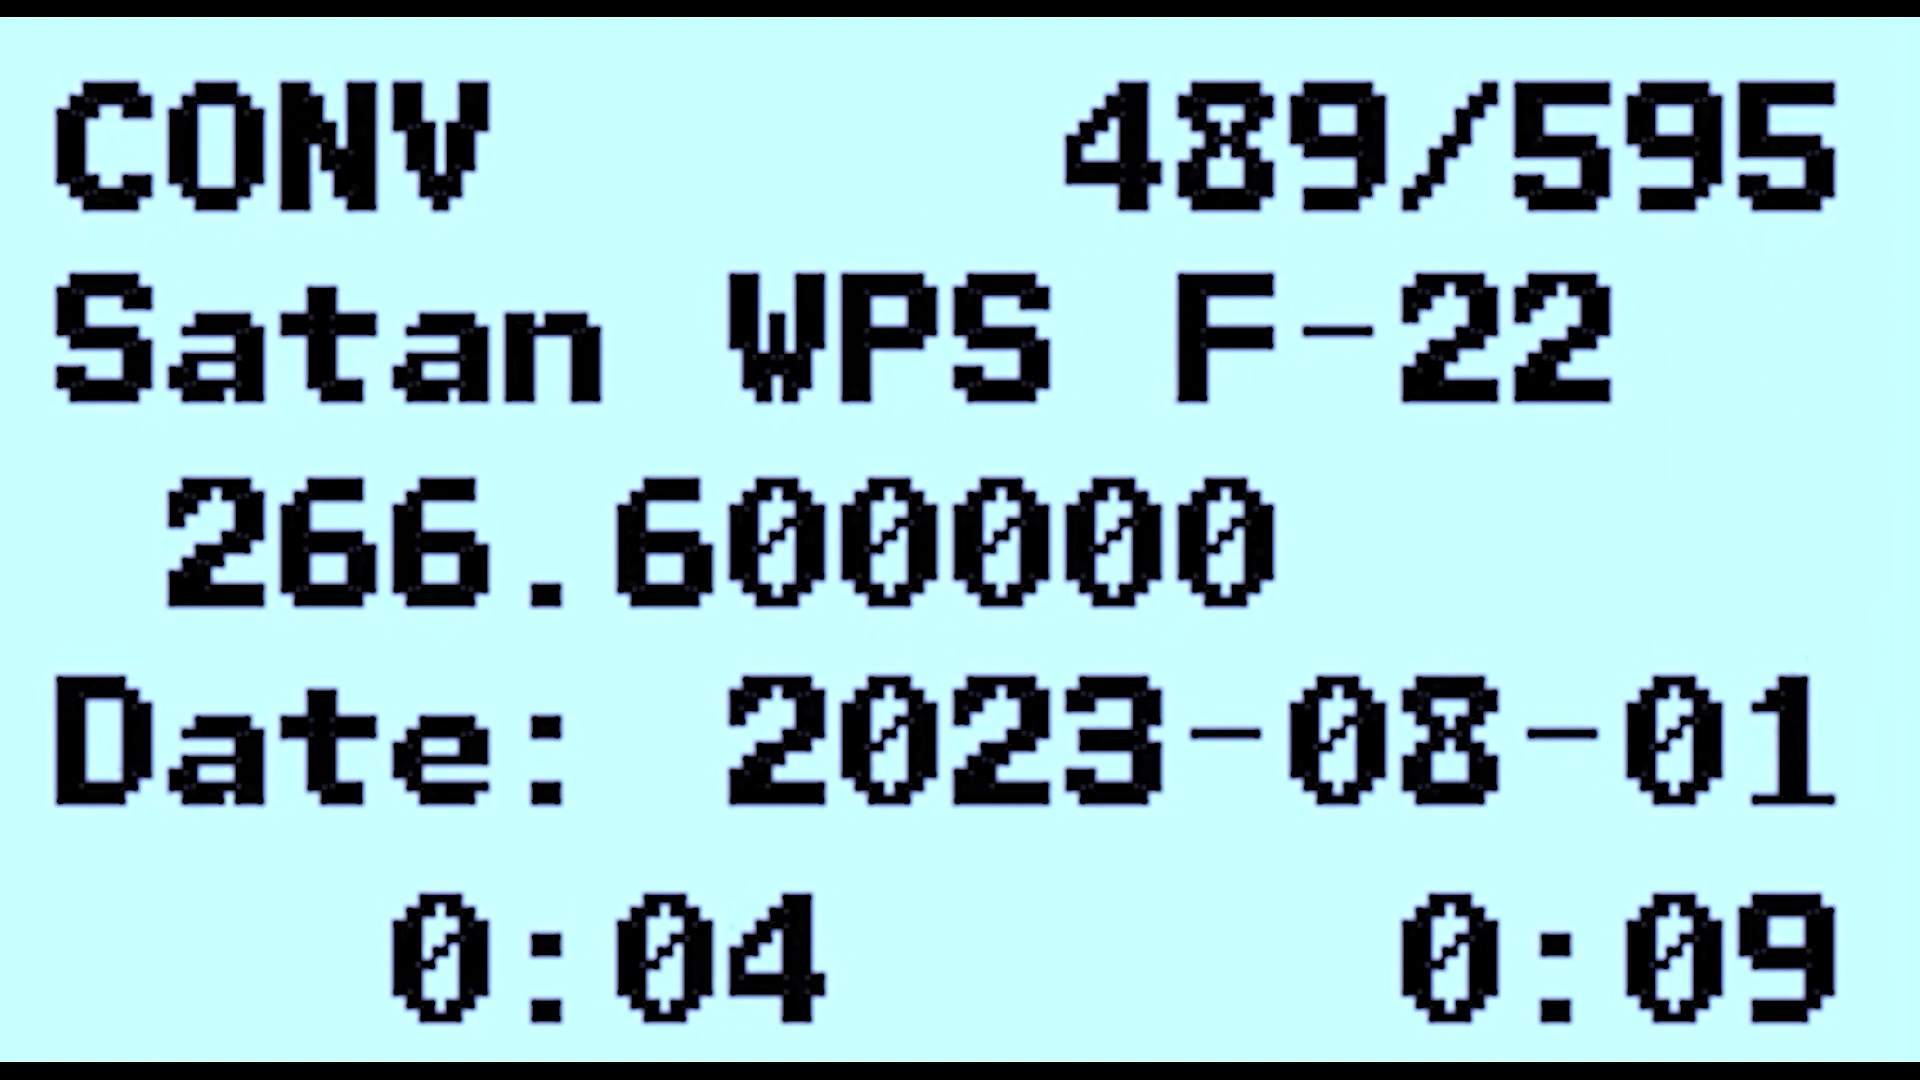 CONV 489/595
Satan WPS F-22
266.600000
Date: 2023-08-01
0:04 0:09